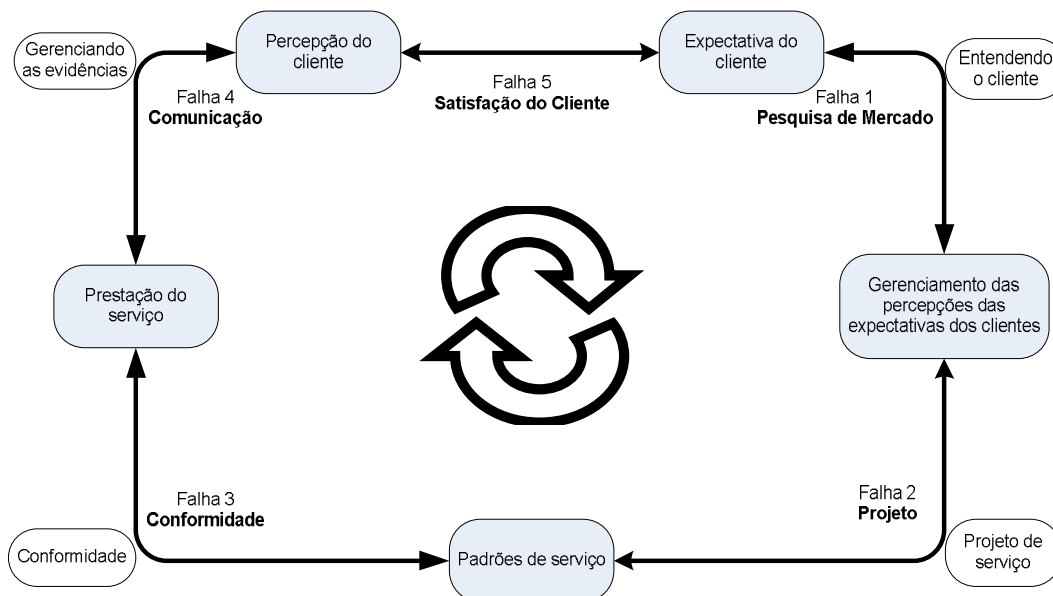 Gerenciando
as evidências
Percepção do
cliente
Expectativa do
cliente
Entendendo
o cliente
Falha 4
Comunicação
Falha 5
Satisfação do Cliente
Falha 1
Pesquisa de Mercado
Prestação do
serviço
Gerenciamento das
percepções das
expectativas dos clientes
Falha 3
Conformidade
Falha 2
Projeto
Conformidade
Padrões de serviço
Projeto de
serviço